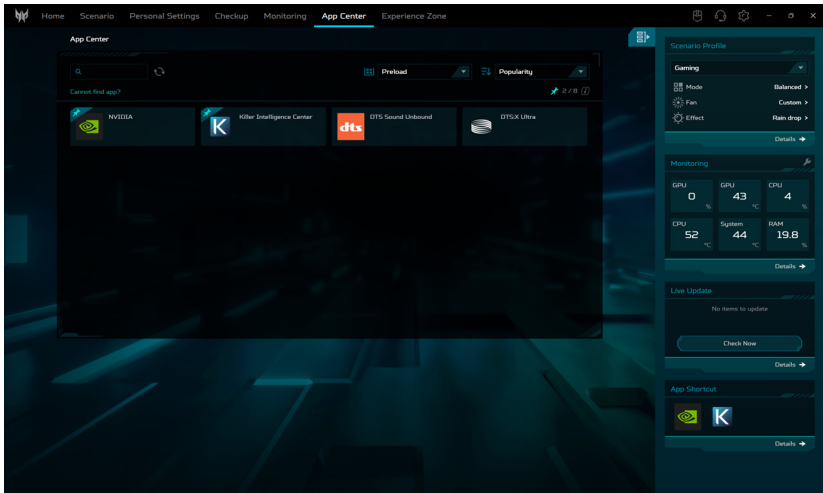 Home Scenario Personal Settings Checkup Monitoring App Center Experience Zone
App Center
Preload Popularity
Cannot find app? 2 / 8
NVIDIA Killer Intelligence Center DTS Sound Unbound DTS:X Ultra
K dts
Scenario Profile
Gaming
Mode Balanced >
Fan Custom >
Effect Rain drop >
Details →
Monitoring
GPU GPU CPU
0 43 4
% °C %
CPU System RAM
52 44 19.8
°C °C %
Details →
Live Update
No items to update
Check Now
Details →
App Shortcut
K
Details →